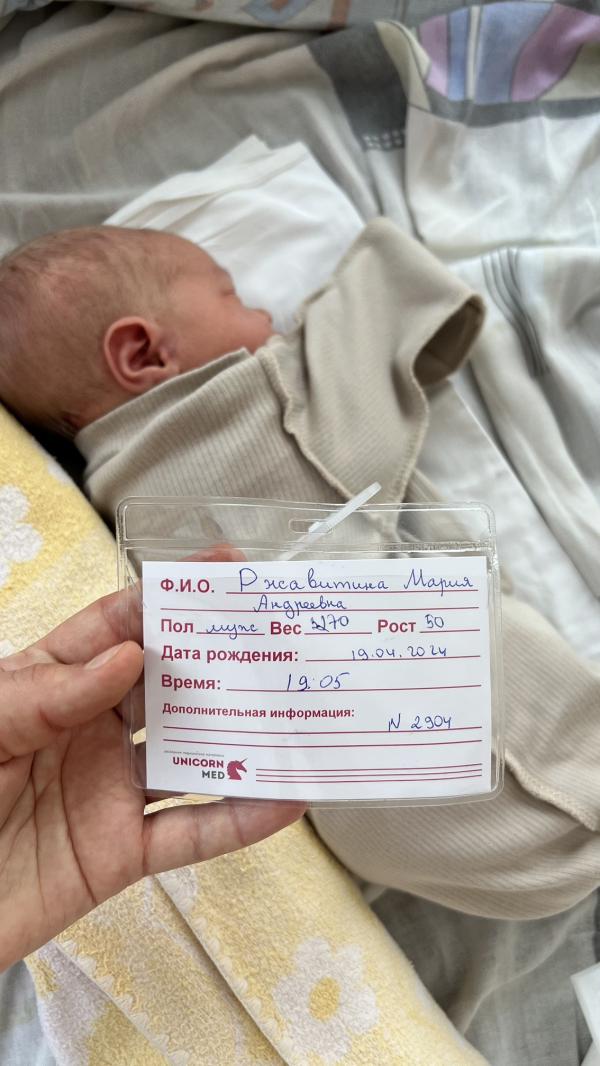 Ф.И.О. Ржавитина Мария
Андреевна
Пол муж Вес 3270 Рост 50
Дата рождения: 19.04.2024
Время: 19:05
Дополнительная информация:
N 2904
UNICORN
MED